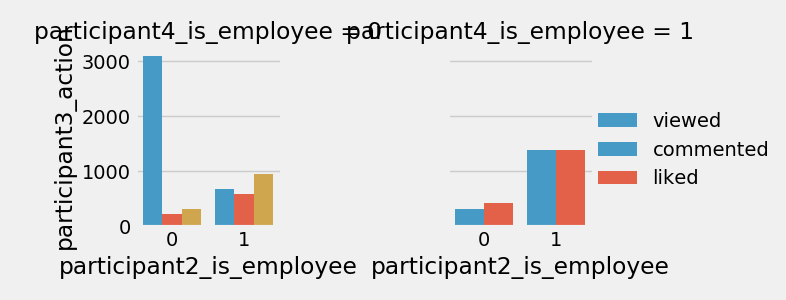 participant4_is_employee = 0
participant4_is_employee = 1
participant3_action
3000
2000
1000
0
0 1
0 1
participant2_is_employee
participant2_is_employee
viewed
commented
liked